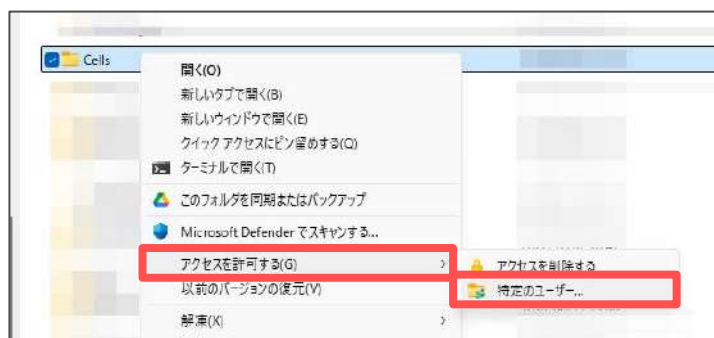 Cells
開く(O)
新しいタブで開く(B)
新しいウィンドウで開く(E)
クイック アクセスにピン留めする(Q)
ターミナルで開く(T)
このフォルダを同期またはバックアップ
Microsoft Defender でスキャンする...
アクセスを許可する(G)
アクセスを削除する
以前のバージョンの復元(V)
特定のユーザー...
解凍(X)